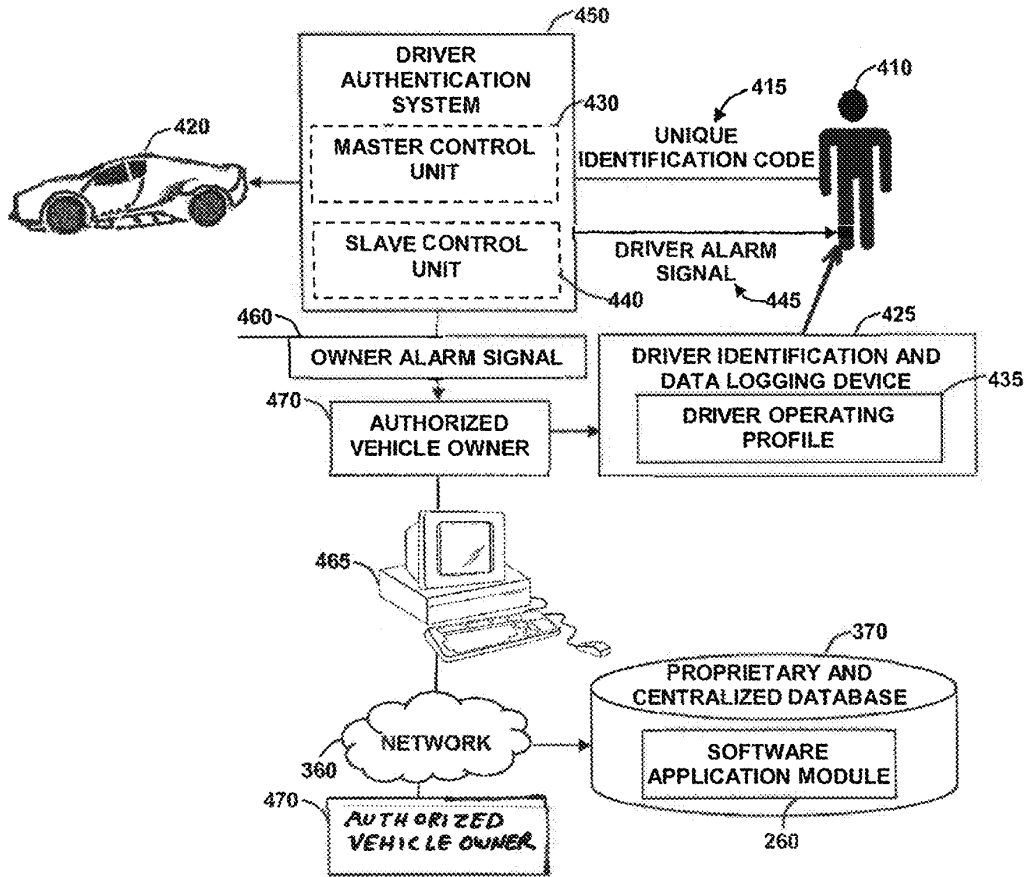 450
DRIVER
AUTHENTICATION
SYSTEM
430
MASTER CONTROL
UNIT
SLAVE CONTROL
UNIT
440
420
415
UNIQUE
IDENTIFICATION CODE
410
DRIVER ALARM
SIGNAL
445
460
OWNER ALARM SIGNAL
470
AUTHORIZED
VEHICLE OWNER
425
DRIVER IDENTIFICATION AND
DATA LOGGING DEVICE
435
DRIVER OPERATING
PROFILE
465
370
PROPRIETARY AND
CENTRALIZED DATABASE
SOFTWARE
APPLICATION MODULE
260
NETWORK
360
470
AUTHORIZED
VEHICLE OWNER